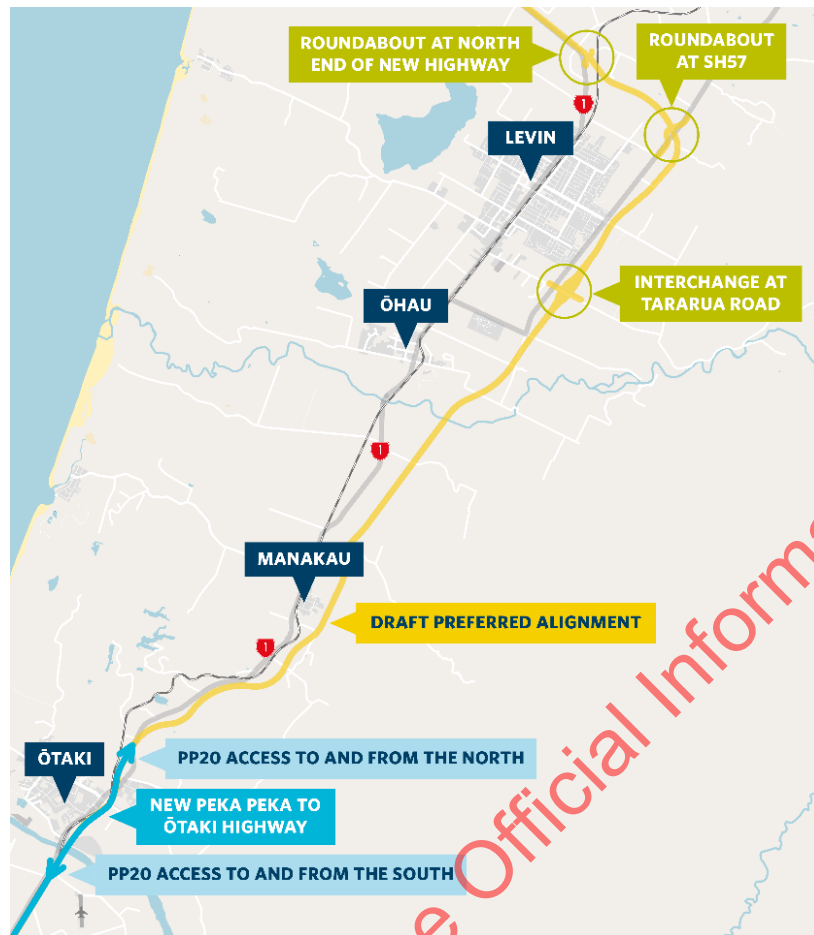 ROUNDABOUT AT NORTH
END OF NEW HIGHWAY
ROUNDABOUT
AT SH57
1
LEVIN
INTERCHANGE AT
TARARUA ROAD
ŌHAU
1
MANAKAU
DRAFT PREFERRED ALIGNMENT
1
ŌTAKI
PP2O ACCESS TO AND FROM THE NORTH
NEW PEKA PEKA TO
ŌTAKI HIGHWAY
PP2O ACCESS TO AND FROM THE SOUTH
e Official Informa